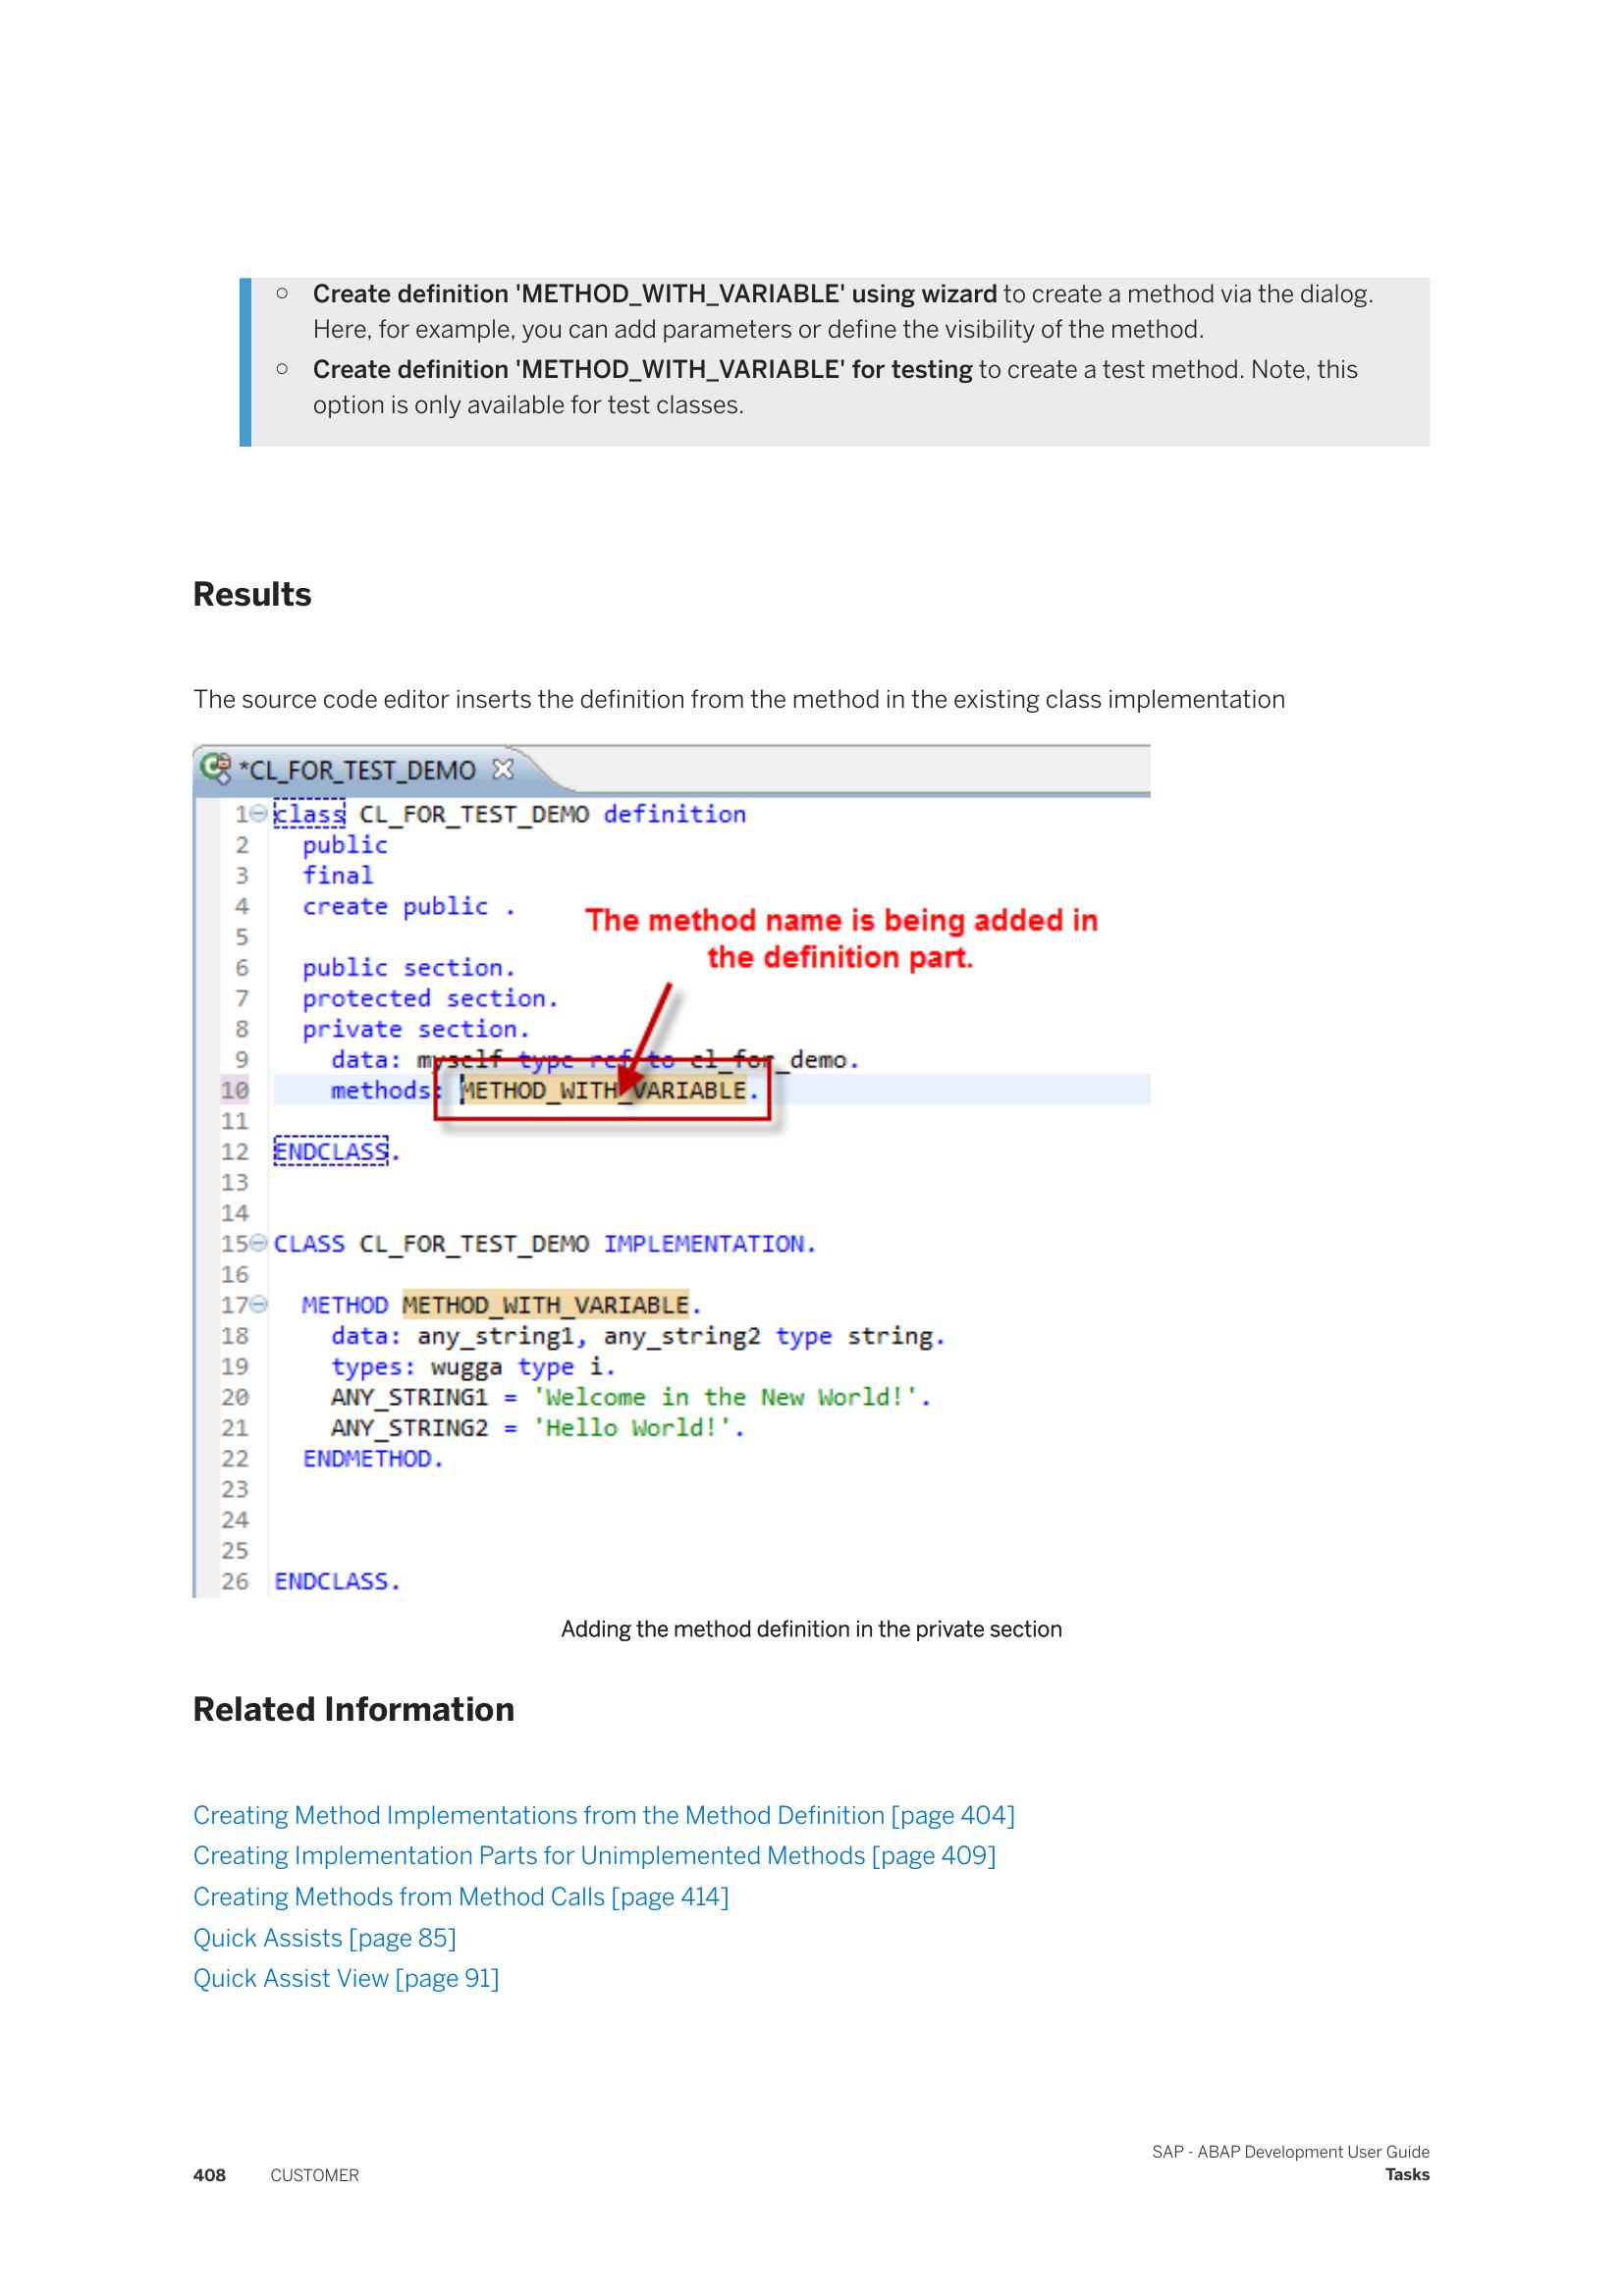 ○ Create definition 'METHOD_WITH_VARIABLE' using wizard to create a method via the dialog.
Here, for example, you can add parameters or define the visibility of the method.
○ Create definition 'METHOD_WITH_VARIABLE' for testing to create a test method. Note, this
option is only available for test classes.
Results
The source code editor inserts the definition from the method in the existing class implementation
*CL_FOR_TEST_DEMO
1 class CL_FOR_TEST_DEMO definition
2 public
3 final
4 create public .
The method name is being added in
the definition part.
5
6 public section.
7 protected section.
8 private section.
9 data: myself type ref to cl_for_demo.
10 methods: METHOD_WITH_VARIABLE.
11
12 ENDCLASS.
13
14
15 CLASS CL_FOR_TEST_DEMO IMPLEMENTATION.
16
17 METHOD METHOD_WITH_VARIABLE.
18 data: any_string1, any_string2 type string.
19 types: wugga type i.
20 ANY_STRING1 = 'Welcome in the New World!'.
21 ANY_STRING2 = 'Hello World!'.
22 ENDMETHOD.
23
24
25
26 ENDCLASS.
Adding the method definition in the private section
Related Information
Creating Method Implementations from the Method Definition [page 404]
Creating Implementation Parts for Unimplemented Methods [page 409]
Creating Methods from Method Calls [page 414]
Quick Assists [page 85]
Quick Assist View [page 91]
SAP - ABAP Development User Guide
408 CUSTOMER Tasks